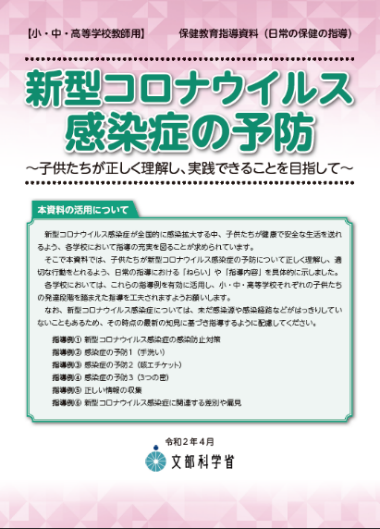 【小・中・高等学校教師用】 保健教育指導資料（日常の保健の指導）
新型コロナウイルス
感染症の予防
〜子供たちが正しく理解し、実践できることを目指して〜
本資料の活用について
新型コロナウイルス感染症が全国的に感染拡大する中、子供たちが健康で安全な生活を送れ
るよう、各学校において指導の充実を図ることが求められています。
そこで本資料では、子供たちが新型コロナウイルス感染症の予防について正しく理解し、適
切な行動をとれるよう、日常の指導における「ねらい」や「指導内容」を具体的に示しました。
各学校においては、これらの指導例を有効に活用し、小・中・高等学校それぞれの子供たち
の発達段階を踏まえた指導を工夫されますようお願いします。
なお、新型コロナウイルス感染症については、未だ感染源や感染経路などがはっきりしてい
ないこともあるため、その時点の最新の知見に基づき指導するように配慮してください。
指導例① 新型コロナウイルス感染症の感染防止対策
指導例② 感染症の予防1（手洗い）
指導例③ 感染症の予防2（咳エチケット）
指導例④ 感染症の予防3（3つの密）
指導例⑤ 正しい情報の収集
指導例⑥ 新型コロナウイルス感染症に関連する差別や偏見
令和2年4月
文部科学省